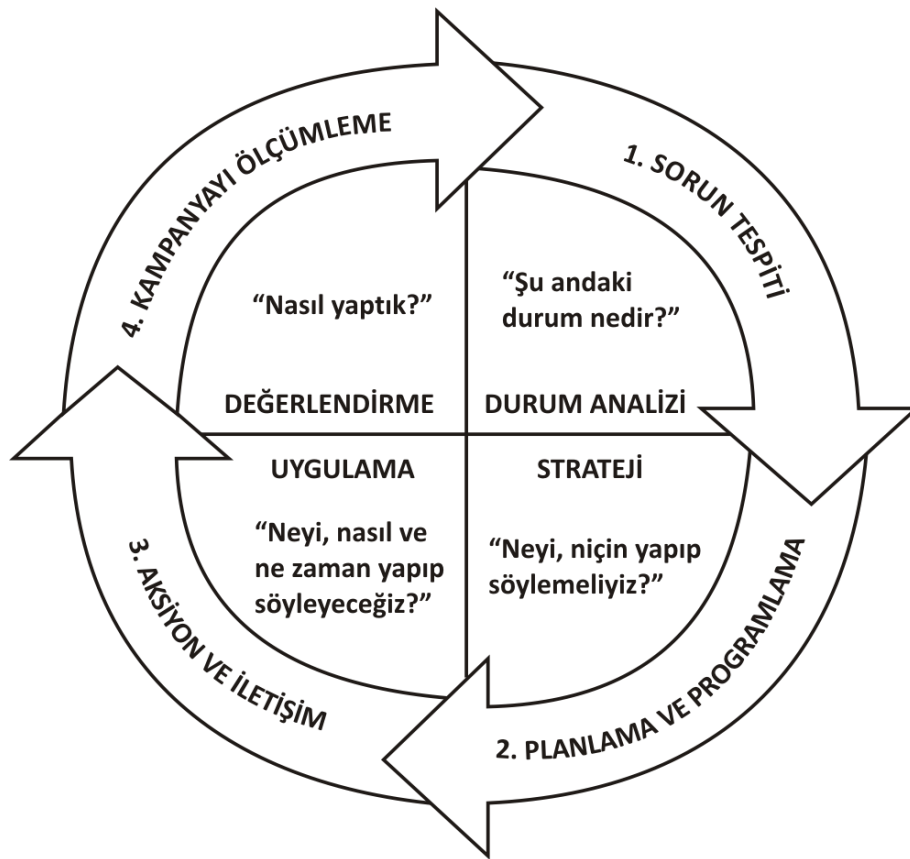 1. SORUN TESPİTİ
“Şu andaki
durum nedir?”
DURUM ANALİZİ
2. PLANLAMA VE PROGRAMLAMA
STRATEJİ
“Neyi, niçin yapıp
söylemeliyiz?”
3. AKSİYON VE İLETİŞİM
UYGULAMA
“Neyi, nasıl ve
ne zaman yapıp
söyleyeceğiz?”
4. KAMPANYAYI ÖLÇÜMLEME
“Nasıl yaptık?”
DEĞERLENDİRME